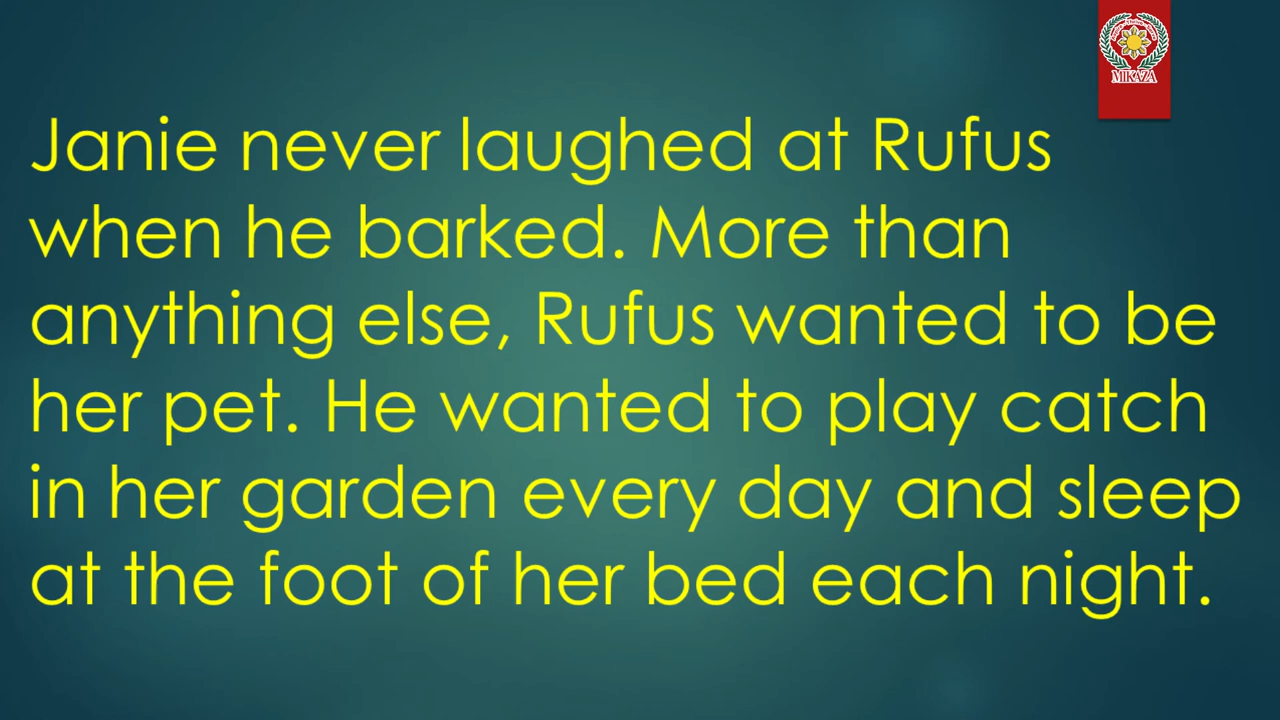 MIKAZA
Janie never laughed at Rufus
when he barked. More than
anything else, Rufus wanted to be
her pet. He wanted to play catch
in her garden every day and sleep
at the foot of her bed each night.